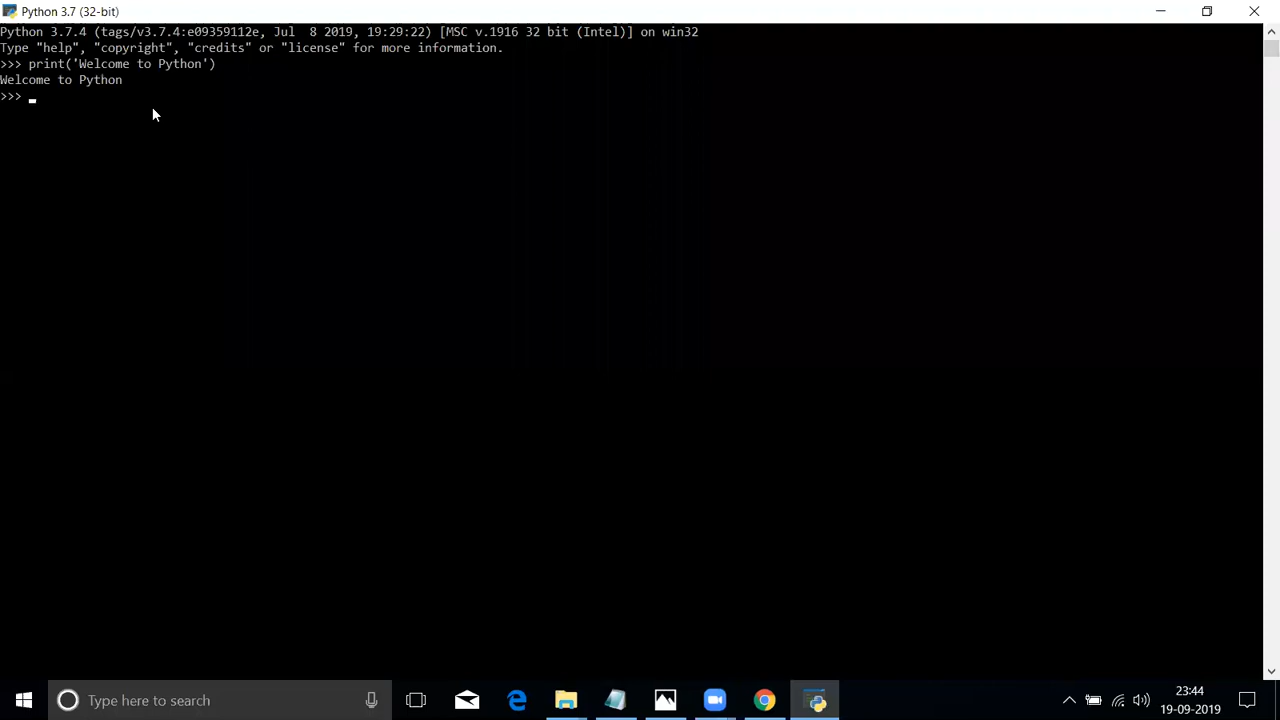 Python 3.7 (32-bit)
Python 3.7.4 (tags/v3.7.4:e09359112e, Jul  8 2019, 19:29:22) [MSC v.1916 32 bit (Intel)] on win32
Type "help", "copyright", "credits" or "license" for more information.
>>> print('Welcome to Python')
Welcome to Python
>>>
Type here to search
23:44
19-09-2019